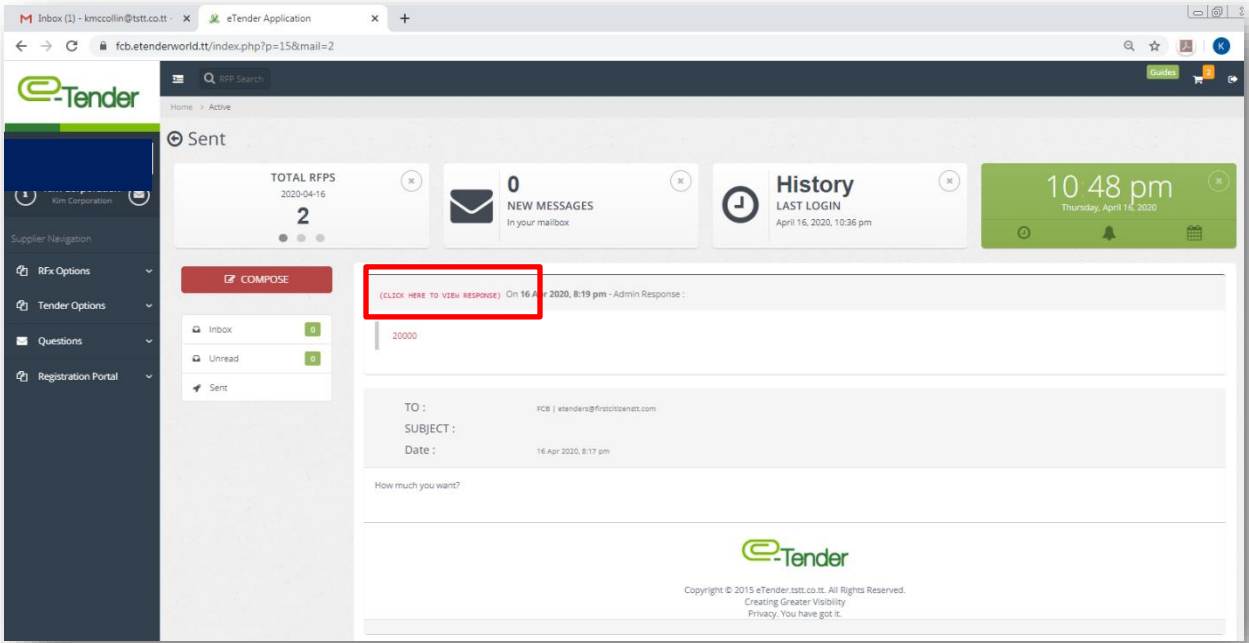 Inbox (1) - kmccollin@tstt.co.tt -
eTender Application
fcb.etenderworld.tt/index.php?p=15&mail=2
K
e-Tender
RFP Search
Guides
2
Home > Active
Sent
TOTAL RFPS
2020-04-16
2
0
NEW MESSAGES
In your mailbox
History
LAST LOGIN
April 16, 2020, 10:36 pm
10:48 pm
Thursday, April 16, 2020
Kim Corporation
Supplier Navigation
RFx Options
Tender Options
Questions
Registration Portal
COMPOSE
Inbox 0
Unread 0
Sent
(CLICK HERE TO VIEW RESPONSE) On 16 Apr 2020, 8:19 pm - Admin Response :
20000
TO : FCB | etenders@firstcitizenstt.com
SUBJECT :
Date : 16 Apr 2020, 8:17 pm
How much you want?
e-Tender
Copyright © 2015 eTender.tstt.co.tt. All Rights Reserved.
Creating Greater Visibility
Privacy. You have got it.